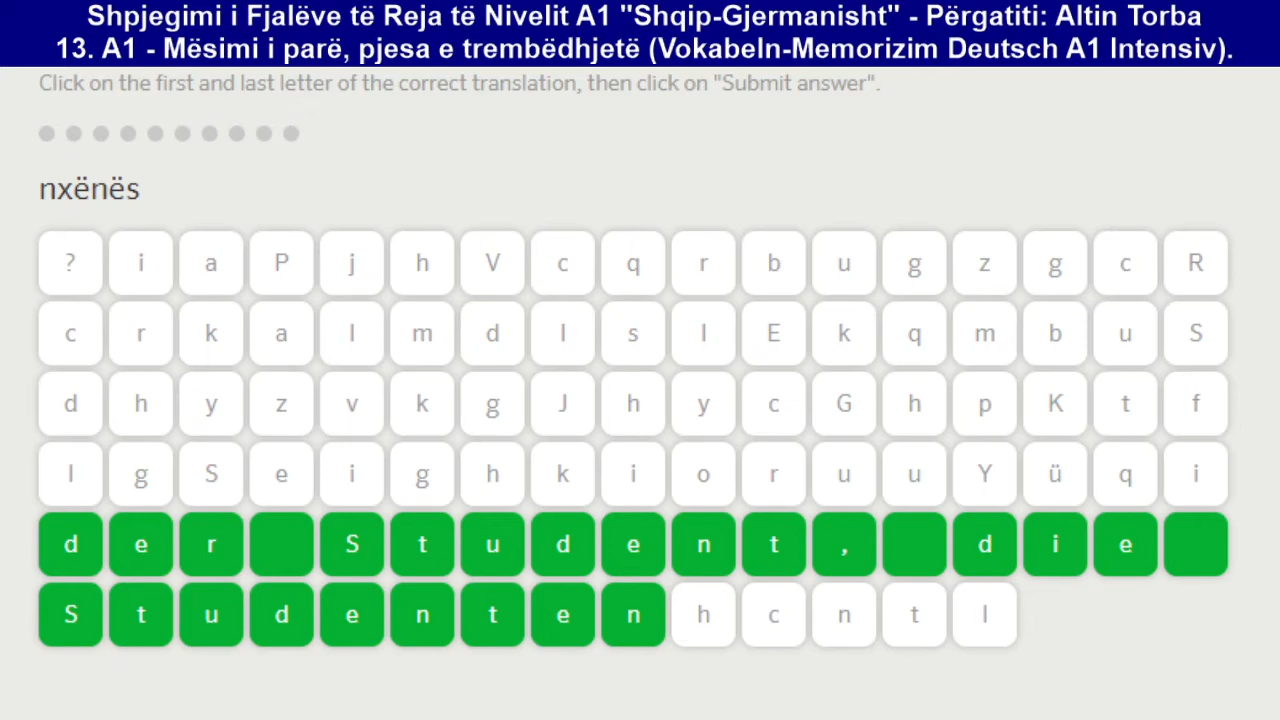 Shpjegimi i Fjalëve të Reja të Nivelit A1 "Shqip-Gjermanisht" - Përgatiti: Altin Torba
13. A1 - Mësimi i parë, pjesa e trembëdhjetë (Vokabeln-Memorizim Deutsch A1 Intensiv).
Click on the first and last letter of the correct translation, then click on "Submit answer".
nxënës
? i a P j h V c q r b u g z g c R
c r k a l m d l s l E k q m b u S
d h y z v k g J h y c G h p K t f
l g S e i g h k i o r u u Y ü q i
d e r S t u d e n t , d i e
S t u d e n t e n h c n t l